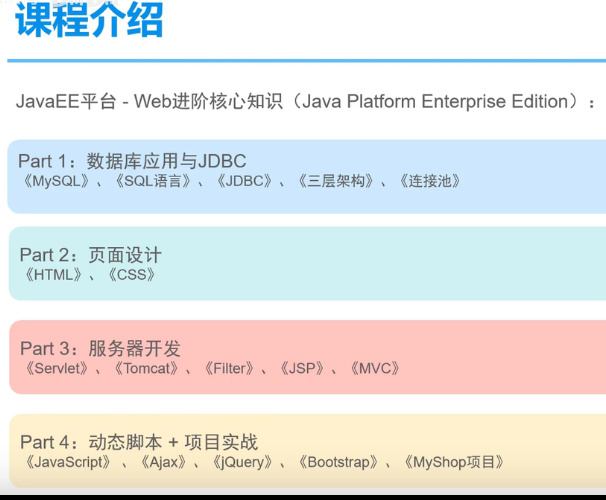 课程介绍
JavaEE平台 - Web进阶核心知识（Java Platform Enterprise Edition）：
Part 1：数据库应用与JDBC
《MySQL》、《SQL语言》、《JDBC》、《三层架构》、《连接池》
Part 2：页面设计
《HTML》、《CSS》
Part 3：服务器开发
《Servlet》、《Tomcat》、《Filter》、《JSP》、《MVC》
Part 4：动态脚本 + 项目实战
《JavaScript》 、《Ajax》、《jQuery》、《Bootstrap》、《MyShop项目》